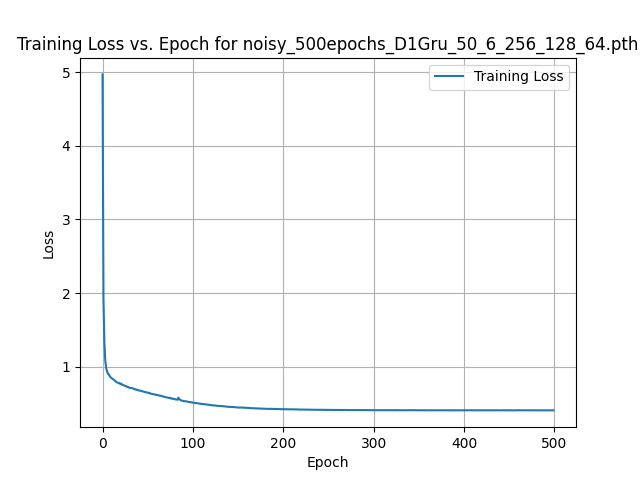 Training Loss vs. Epoch for noisy_500epochs_D1Gru_50_6_256_128_64.pth
Training Loss
5
4
3
2
1
Loss
0 100 200 300 400 500
Epoch